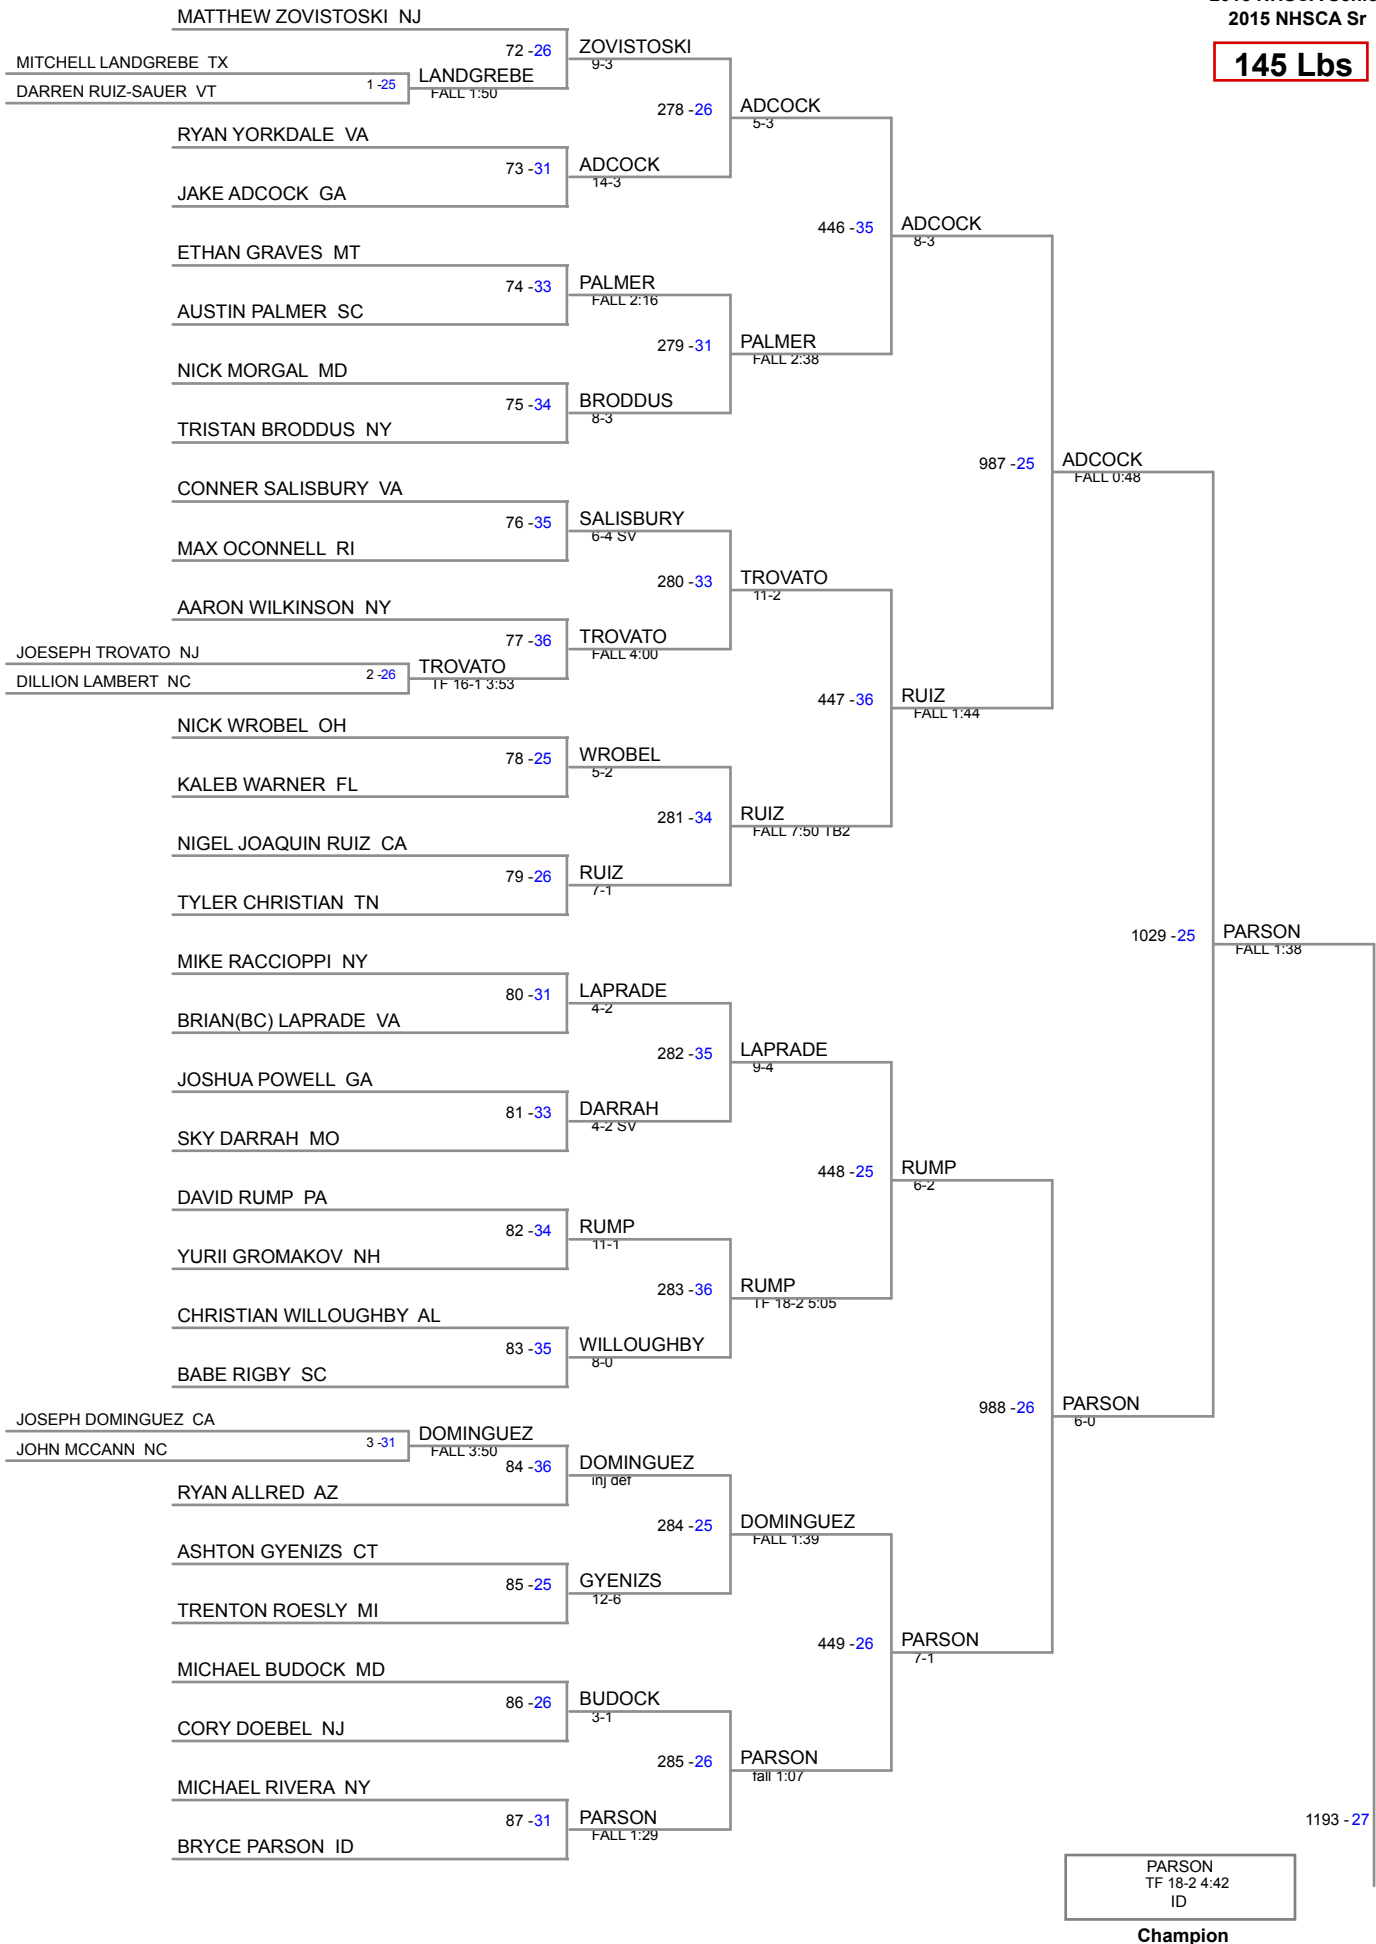 2015 NHSCA Sr
145 Lbs
MATTHEW ZOVISTOSKI NJ
72 -26
ZOVISTOSKI
9-3
MITCHELL LANDGREBE TX
1 -25
LANDGREBE
FALL 1:50
DARREN RUIZ-SAUER VT
278 -26
ADCOCK
5-3
RYAN YORKDALE VA
73 -31
ADCOCK
14-3
JAKE ADCOCK GA
446 -35
ADCOCK
8-3
ETHAN GRAVES MT
74 -33
PALMER
FALL 2:16
AUSTIN PALMER SC
279 -31
PALMER
FALL 2:38
NICK MORGAL MD
75 -34
BRODDUS
8-3
TRISTAN BRODDUS NY
987 -25
ADCOCK
FALL 0:48
CONNER SALISBURY VA
76 -35
SALISBURY
6-4 SV
MAX OCONNELL RI
280 -33
TROVATO
11-2
AARON WILKINSON NY
77 -36
TROVATO
FALL 4:00
JOESEPH TROVATO NJ
2 -26
TROVATO
TF 16-1 3:53
DILLION LAMBERT NC
447 -36
RUIZ
FALL 1:44
NICK WROBEL OH
78 -25
WROBEL
5-2
KALEB WARNER FL
281 -34
RUIZ
FALL 7:50 TB2
NIGEL JOAQUIN RUIZ CA
79 -26
RUIZ
7-1
TYLER CHRISTIAN TN
1029 -25
PARSON
FALL 1:38
MIKE RACCIOPPI NY
80 -31
LAPRADE
4-2
BRIAN(BC) LAPRADE VA
282 -35
LAPRADE
9-4
JOSHUA POWELL GA
81 -33
DARRAH
4-2 SV
SKY DARRAH MO
448 -25
RUMP
6-2
DAVID RUMP PA
82 -34
RUMP
11-1
YURII GROMAKOV NH
283 -36
RUMP
TF 18-2 5:05
CHRISTIAN WILLOUGHBY AL
83 -35
WILLOUGHBY
8-0
BABE RIGBY SC
988 -26
PARSON
6-0
JOSEPH DOMINGUEZ CA
3 -31
DOMINGUEZ
FALL 3:50
JOHN MCCANN NC
84 -36
DOMINGUEZ
inj def
RYAN ALLRED AZ
284 -25
DOMINGUEZ
FALL 1:39
ASHTON GYENIZS CT
85 -25
GYENIZS
12-6
TRENTON ROESLY MI
449 -26
PARSON
7-1
MICHAEL BUDOCK MD
86 -26
BUDOCK
3-1
CORY DOEBEL NJ
285 -26
PARSON
fall 1:07
MICHAEL RIVERA NY
87 -31
PARSON
FALL 1:29
BRYCE PARSON ID
1193 -27
PARSON
TF 18-2 4:42
ID
Champion